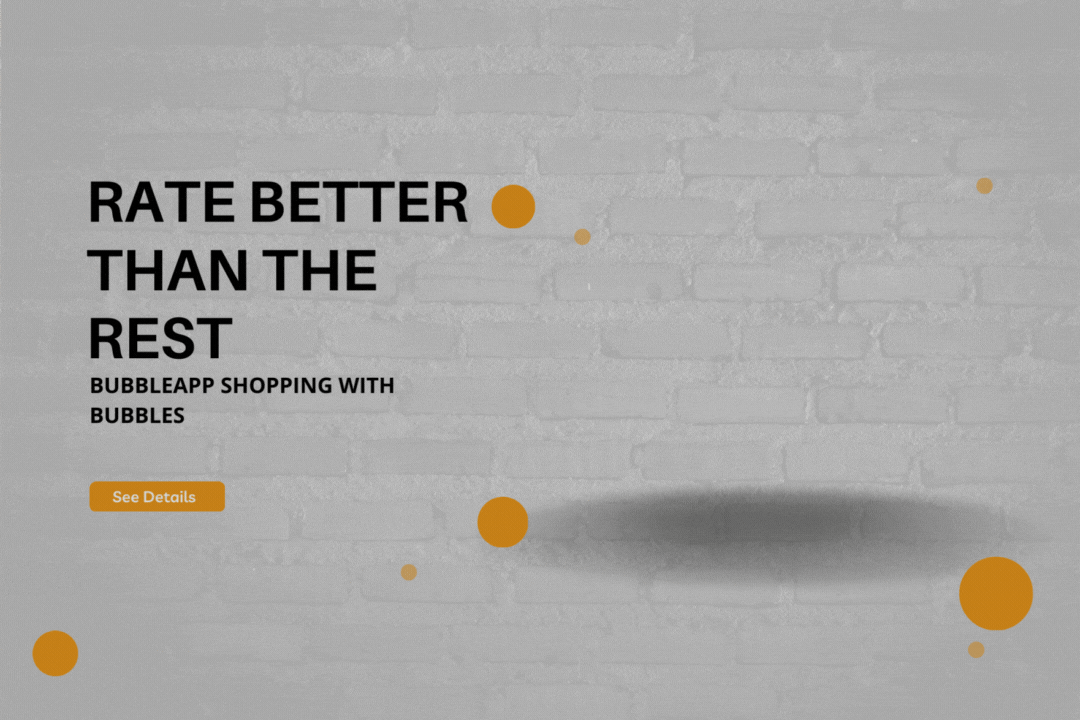 RATE BETTER
THAN THE
REST
BUBBLEAPP SHOPPING WITH
BUBBLES
See Details